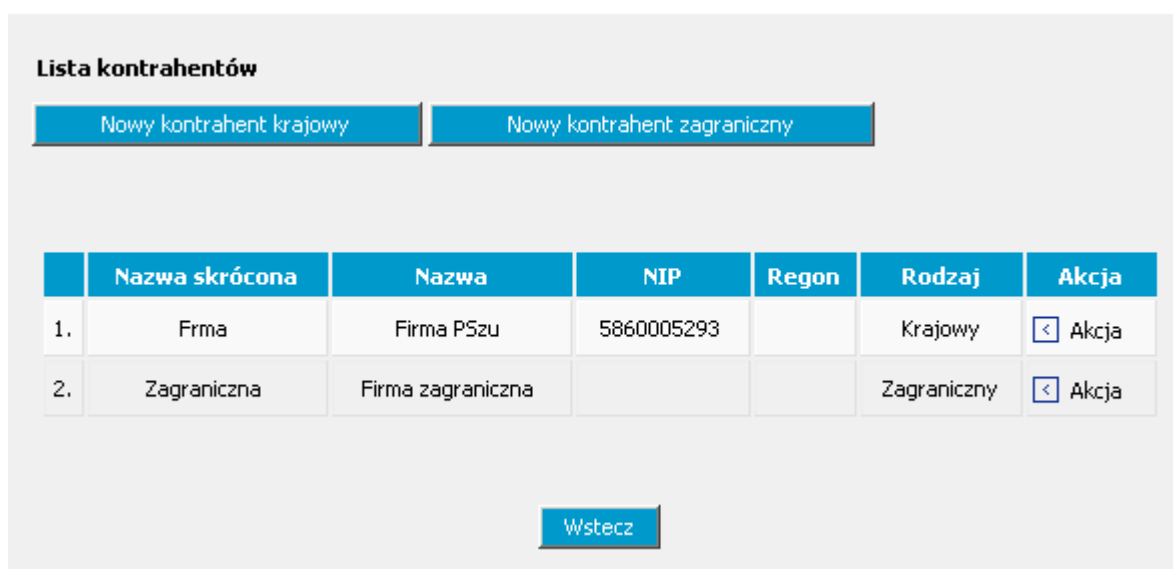 Lista kontrahentów
Nowy kontrahent krajowy Nowy kontrahent zagraniczny
Nazwa skrócona Nazwa NIP Regon Rodzaj Akcja
1. Frma Firma PSzu 5860005293 Krajowy < Akcja
2. Zagraniczna Firma zagraniczna Zagraniczny < Akcja
Wstecz